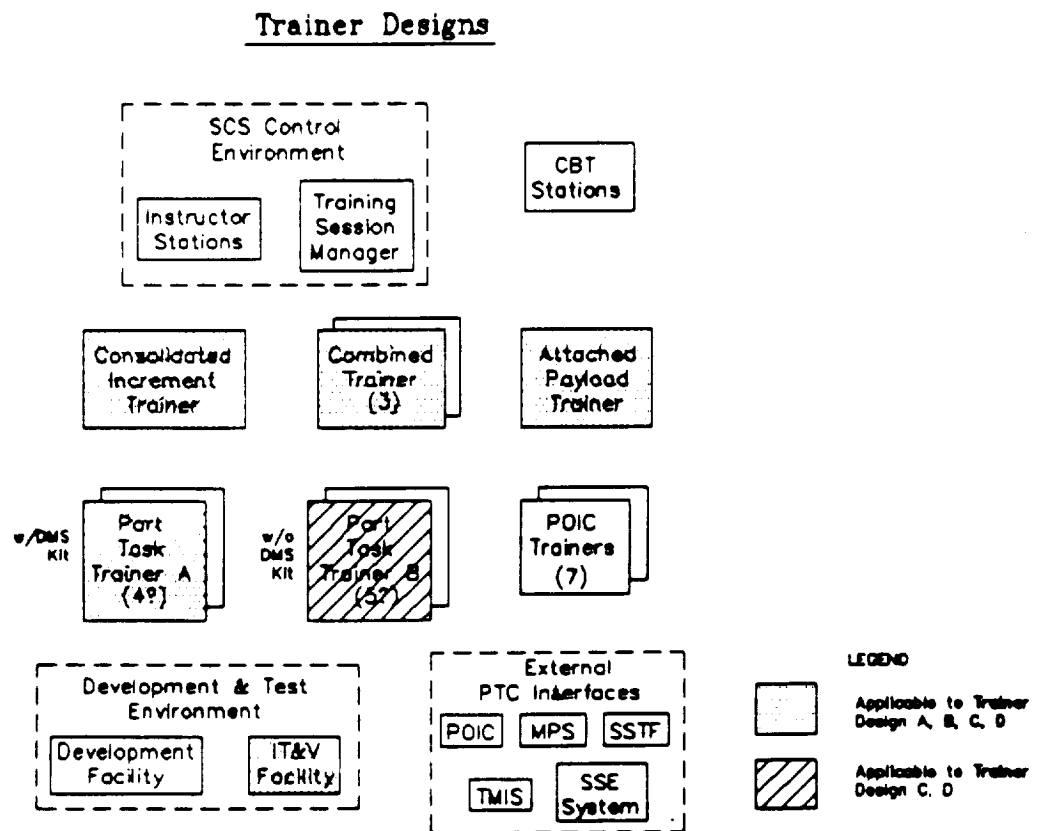 Trainer Designs
SCS Control
Environment
Instructor
Stations
Training
Session
Manager
CBT
Stations
Consolidated
Increment
Trainer
Combined
Trainer
(3)
Attached
Payload
Trainer
w/DMS
Kit
Part
Task
Trainer A
(4?)
w/o
DMS
Kit
Part
Task
Trainer B
(5?)
POIC
Trainers
(7)
Development & Test
Environment
Development
Facility
IT&V
Facility
External
PTC Interfaces
POIC
MPS
SSTF
TMIS
SSE
System
LEGEND
Applicable to Trainer
Design A, B, C, D
Applicable to Trainer
Design C, D